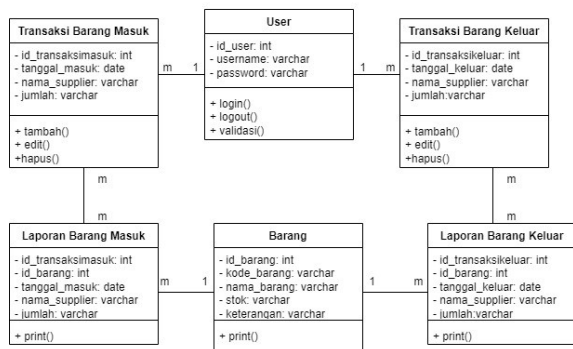 Transaksi Barang Masuk
- id_transaksimasuk: int
- tanggal_masuk: date
- nama_supplier: varchar
- jumlah: varchar
+ tambah()
+ edit()
+hapus()
m
1
User
- id_user: int
- username: varchar
- password: varchar
+ login()
+ logout()
+ validasi()
1
m
Transaksi Barang Keluar
- id_transaksikeluar: int
- tanggal_keluar: date
- nama_supplier: varchar
- jumlah:varchar
+ tambah()
+ edit()
+hapus()
m
m
m
m
Laporan Barang Masuk
- id_transaksimasuk: int
- id_barang: int
- tanggal_masuk: date
- nama_supplier: varchar
- jumlah: varchar
+ print()
m
1
Barang
- id_barang: int
- kode_barang: varchar
- nama_barang: varchar
- stok: varchar
- keterangan: varchar
+ print()
1
m
Laporan Barang Keluar
- id_transaksikeluar: int
- id_barang: int
- tanggal_keluar: date
- nama_supplier: varchar
- jumlah:varchar
+ print()